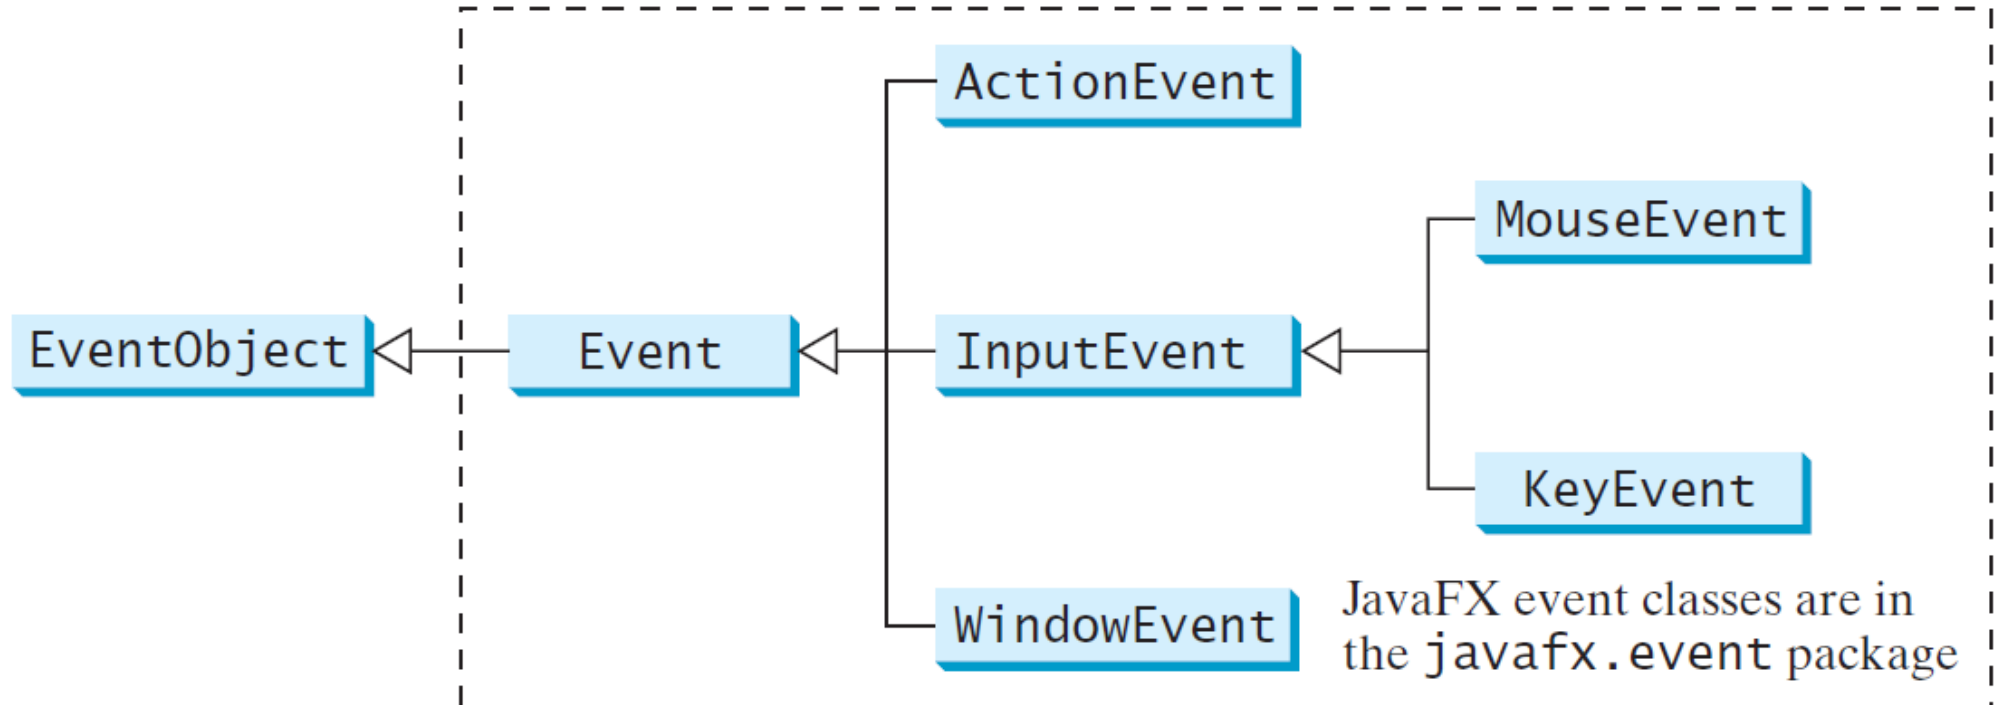 ActionEvent
MouseEvent
EventObject
Event
InputEvent
KeyEvent
WindowEvent
JavaFX event classes are in
the javafx.event package